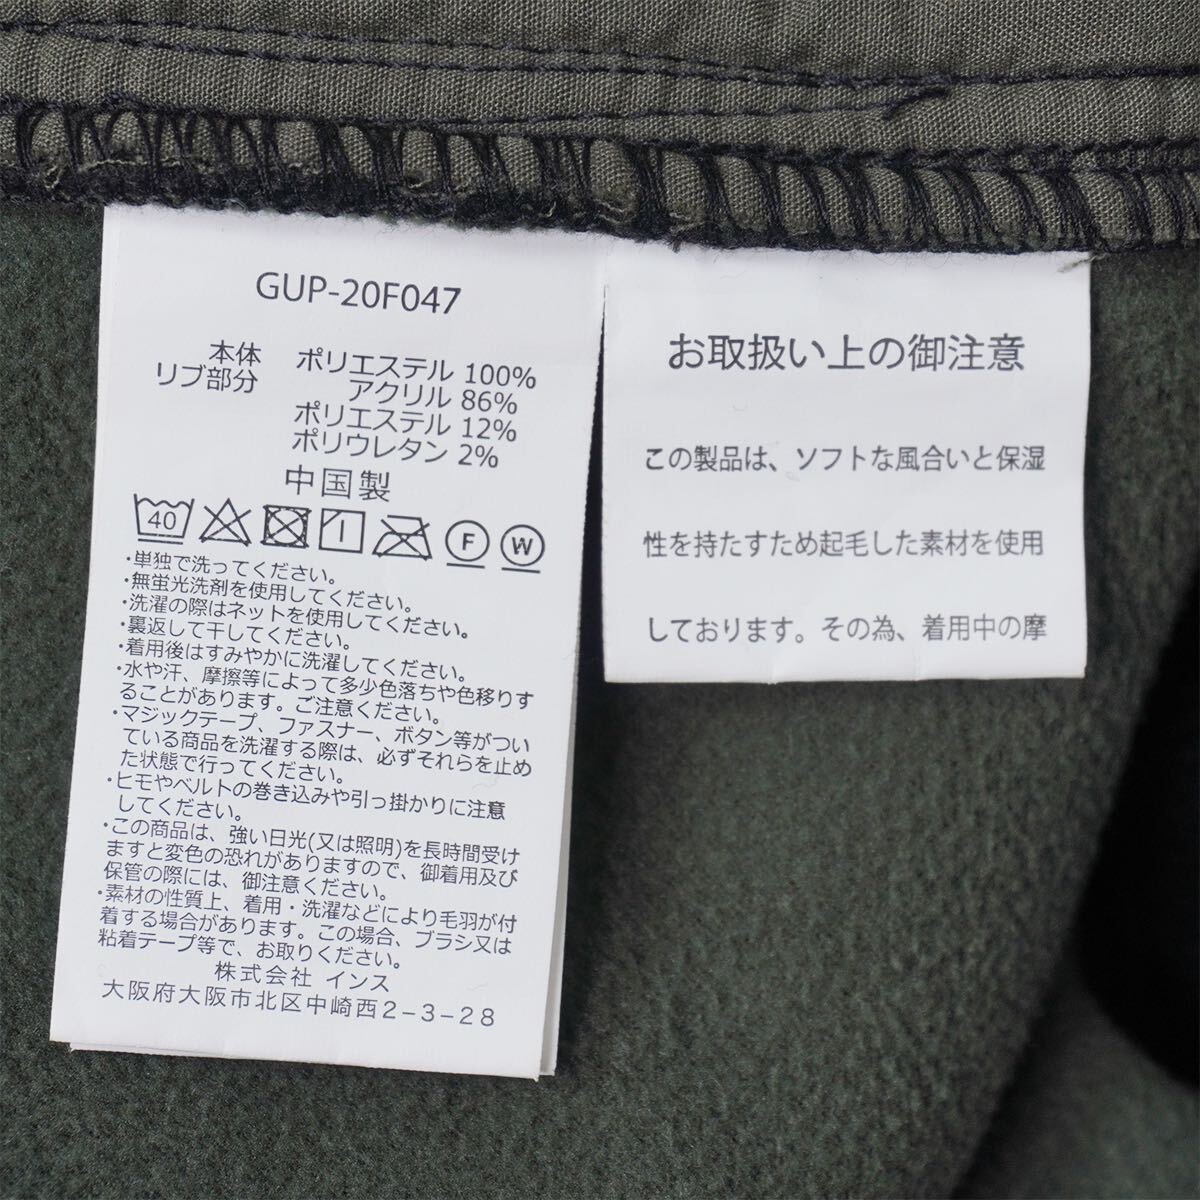 GUP-20F047
本体 ポリエステル 100%
リブ部分 アクリル 86%
ポリエステル 12%
ポリウレタン 2%
中国製
40 F W
・単独で洗ってください。
・無蛍光洗剤を使用してください。
・洗濯の際はネットを使用してください。
・裏返して干してください。
・着用後はすみやかに洗濯してください。
・水や汗、摩擦等によって多少色落ちや色移りす
ることがあります。ご注意ください。
・マジックテープ、ファスナー、ボタン等がつい
ている商品を洗濯する際は、必ずそれらを止め
た状態で行ってください。
・ヒモやベルトの巻き込みや引っ掛かりに注意
してください。
・この商品は、強い日光(又は照明)を長時間受け
ますと変色の恐れがありますので、御着用及び
保管の際には、御注意ください。
・素材の性質上、着用・洗濯などにより毛羽が付
着する場合があります。この場合、ブラシ又は
粘着テープ等で、お取りください。
株式会社 インス
大阪府大阪市北区中崎西2-3-28
お取扱い上の御注意
この製品は、ソフトな風合いと保湿
性を持たすため起毛した素材を使用
しております。その為、着用中の摩